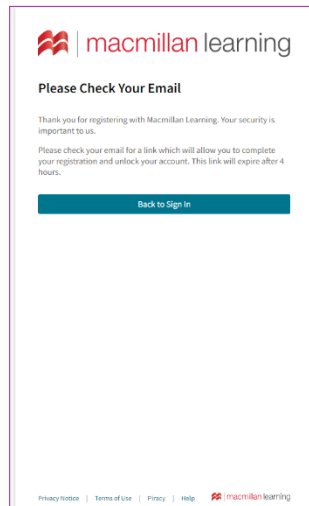 macmillan learning
Please Check Your Email
Thank you for registering with Macmillan Learning. Your security is
important to us.
Please check your email for a link which will allow you to complete
your registration and unlock your account. This link will expire after 4
hours.
Back to Sign In
Privacy Notice | Terms of Use | Piracy | Help macmillan learning